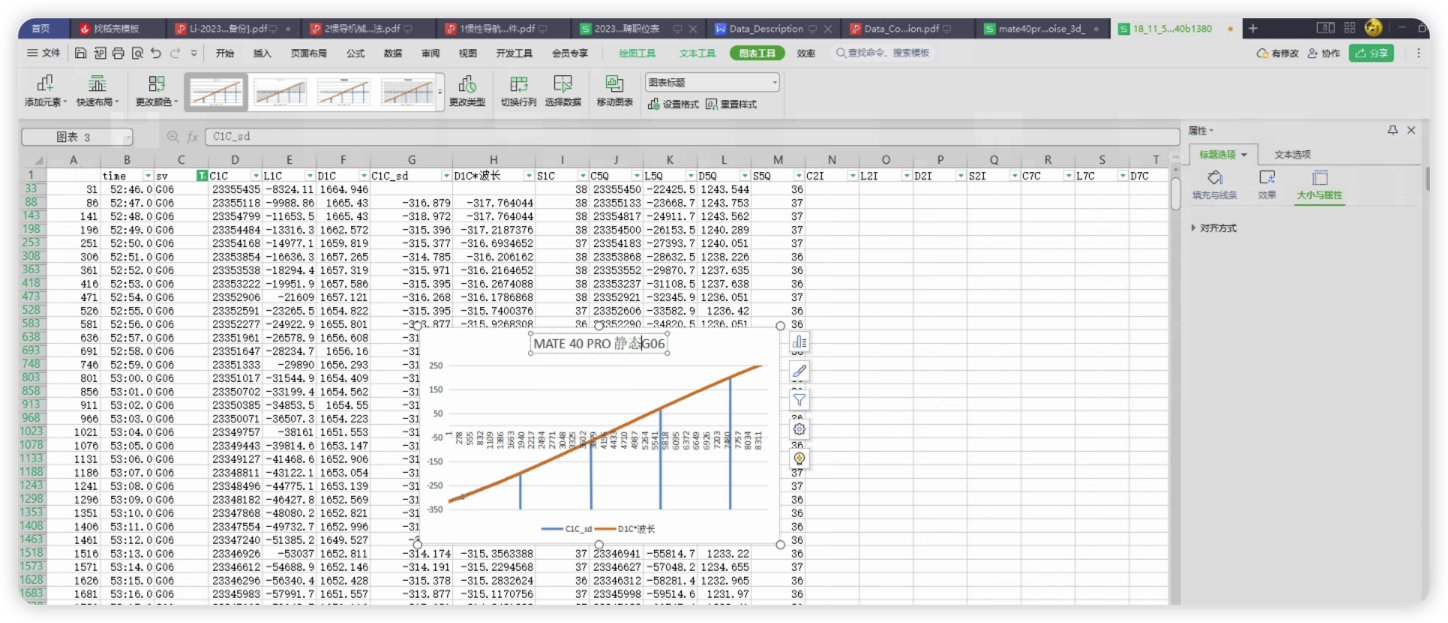 首页 找稻壳模板 Li-2023...备份].pdf 2惯导机械...法.pdf 1惯性导航...件.pdf 2023...聘职位表 Data_Description Data_Co...ion.pdf mate40pr...oise_3d_ 18_11_5...40b1380
文件 开始 插入 页面布局 公式 数据 审阅 视图 开发工具 会员专享 绘图工具 文本工具 图表工具 效率 查找命令、搜索模板 有修改 协作 分享
图表标题
添加元素 快速布局 更改颜色 更改类型 切换行列 选择数据 移动图表 设置格式 重置样式
图表 3 fx C1C_sd
属性
标题选项 文本选项
填充与线条 效果 大小与属性
对齐方式
A B C D E F G H I J K L M N O P Q R S T
1 time sv C1C L1C D1C C1C_sd D1C*波长 S1C C5Q L5Q D5Q S5Q C2I L2I D2I S2I C7C L7C D7C
33 31 52:46.0 G06 23355435 -8324.11 1664.946 38 23355450 -22425.5 1243.544 36
88 86 52:47.0 G06 23355118 -9988.86 1665.43 -316.879 -317.764044 38 23355133 -23668.7 1243.753 37
143 141 52:48.0 G06 23354799 -11653.5 1665.43 -318.972 -317.764044 38 23354817 -24911.7 1243.562 37
198 196 52:49.0 G06 23354484 -13316.3 1662.572 -315.396 -317.2187376 38 23354500 -26153.5 1240.289 37
253 251 52:50.0 G06 23354168 -14977.1 1659.819 -315.377 -316.6934652 37 23354183 -27393.7 1240.051 37
308 306 52:51.0 G06 23353854 -16636.3 1657.265 -314.785 -316.206162 38 23353868 -28632.5 1238.226 36
363 361 52:52.0 G06 23353538 -18294.4 1657.319 -315.971 -316.2164652 38 23353552 -29870.7 1237.635 36
418 416 52:53.0 G06 23353222 -19951.9 1657.586 -315.395 -316.2674088 38 23353237 -31108.5 1237.638 36
473 471 52:54.0 G06 23352906 -21609 1657.121 -316.268 -316.1786868 38 23352921 -32345.9 1236.051 37
528 526 52:55.0 G06 23352591 -23265.5 1654.822 -315.395 -315.7400376 37 23352606 -33582.9 1236.42 36
583 581 52:56.0 G06 23352277 -24922.9 1655.801 -313.877 -315.9268308 36 23352290 -34820.5 1236.051 36
638 636 52:57.0 G06 23351961 -26578.9 1656.608 -31
693 691 52:58.0 G06 23351647 -28234.7 1656.16 -31
748 746 52:59.0 G06 23351333 -29890 1656.293 -31
803 801 53:00.0 G06 23351017 -31544.9 1654.409 -31
858 856 53:01.0 G06 23350702 -33199.4 1654.562 -31
913 911 53:02.0 G06 23350385 -34853.5 1654.55 -31
968 966 53:03.0 G06 23350071 -36507.3 1654.223 -31
1023 1021 53:04.0 G06 23349757 -38161 1651.553 -31
1078 1076 53:05.0 G06 23349443 -39814.6 1653.147 -31 36
1133 1131 53:06.0 G06 23349127 -41468.6 1652.906 -31
1188 1186 53:07.0 G06 23348811 -43122.1 1653.054 -31 37
1243 1241 53:08.0 G06 23348496 -44775.1 1653.139 -31 37
1298 1296 53:09.0 G06 23348182 -46427.8 1652.569 -31 36
1353 1351 53:10.0 G06 23347868 -48080.2 1652.821 -31 36
1408 1406 53:11.0 G06 23347554 -49732.7 1652.996 -31 36
1463 1461 53:12.0 G06 23347240 -51385.2 1649.527 36
1518 1516 53:13.0 G06 23346926 -53037 1652.811 -314.174 -315.3563388 37 23346941 -55814.7 1233.22 36
1573 1571 53:14.0 G06 23346612 -54688.9 1652.146 -314.191 -315.2294568 37 23346627 -57048.2 1234.655 37
1628 1626 53:15.0 G06 23346296 -56340.4 1652.428 -315.378 -315.2832624 36 23346312 -58281.4 1232.965 36
1683 1681 53:16.0 G06 23345983 -57991.7 1651.557 -313.877 -315.1170756 37 23345998 -59514.6 1231.97 36
MATE 40 PRO 静态G06
250
150
50
-50
-150
-250
-350
1 278 555 832 1109 1386 1663 1940 2217 2494 2771 3048 3325 3602 3879 4156 4433 4710 4987 5264 5541 5818 6095 6372 6649 6926 7203 7480 7757 8034 8311
C1C_sd D1C*波长